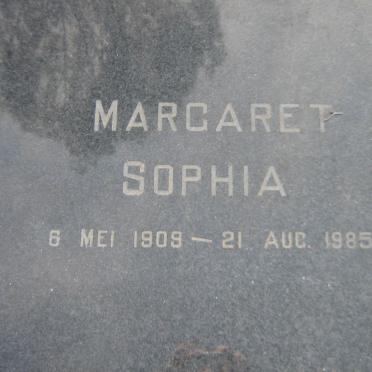 MARGARET
SOPHIA
6 MEI 1909 — 21 AUG. 1985